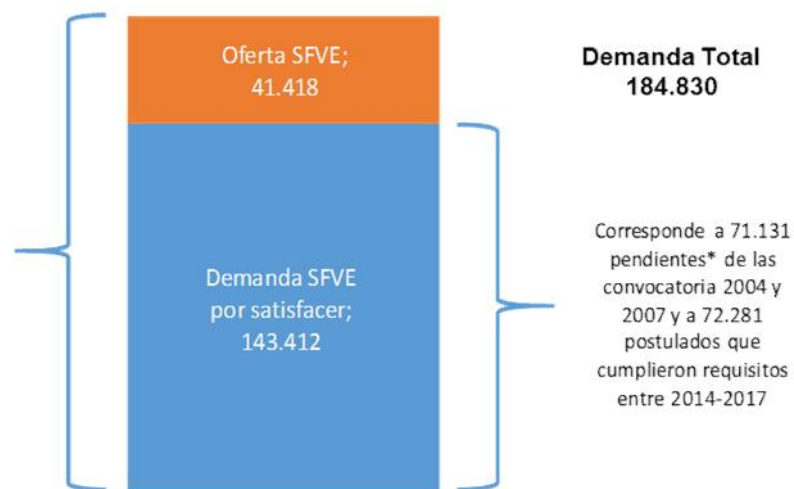 Oferta SFVE;
41.418
Demanda Total
184.830
Demanda SFVE
por satisfacer;
143.412
Corresponde a 71.131
pendientes* de las
convocatoria 2004 y
2007 y a 72.281
postulados que
cumplieron requisitos
entre 2014-2017